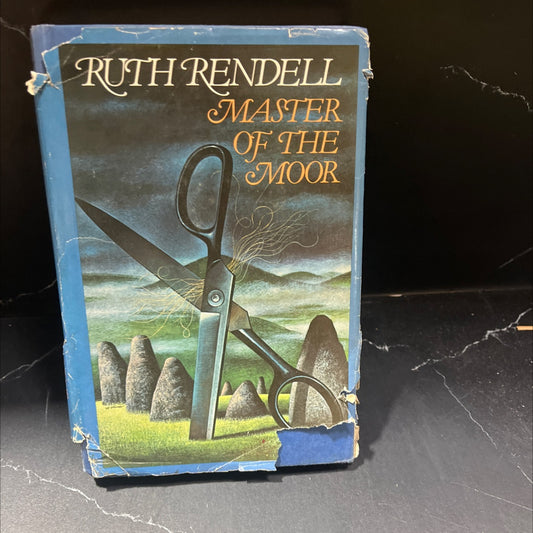 RUTH RENDELL
MASTER
OF THE
MOOR